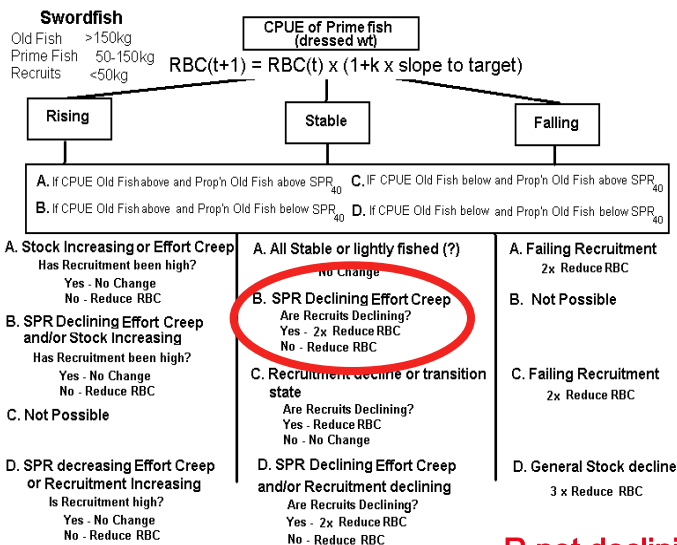 Swordfish
Old Fish >150kg
Prime Fish 50-150kg
Recruits <50kg
CPUE of Prime fish
(dressed wt)
RBC(t+1) = RBC(t) x (1+k x slope to target)
Rising
Stable
Falling
A. If CPUE Old Fishabove and Prop'n Old Fish above SPR40
C. IF CPUE Old Fish below and Prop'n Old Fish above SPR40
B. If CPUE Old Fishabove and Prop'n Old Fish below SPR40
D. If CPUE Old Fish below and Prop'n Old Fish below SPR40
A. Stock Increasing or Effort Creep
Has Recruitment been high?
Yes - No Change
No - Reduce RBC
B. SPR Declining Effort Creep
and/or Stock Increasing
Has Recruitment been high?
Yes - No Change
No - Reduce RBC
C. Not Possible
D. SPR decreasing Effort Creep
or Recruitment Increasing
Is Recruitment high?
Yes - No Change
No - Reduce RBC
A. All Stable or lightly fished (?)
No Change
B. SPR Declining Effort Creep
Are Recruits Declining?
Yes - 2x Reduce RBC
No - Reduce RBC
C. Recruitment decline or transition
state
Are Recruits Declining?
Yes - Reduce RBC
No - No Change
D. SPR Declining Effort Creep
and/or Recruitment declining
Are Recruits Declining?
Yes - 2x Reduce RBC
No - Reduce RBC
A. Failing Recruitment
2x Reduce RBC
B. Not Possible
C. Failing Recruitment
2x Reduce RBC
D. General Stock decline
3 x Reduce RBC
R not